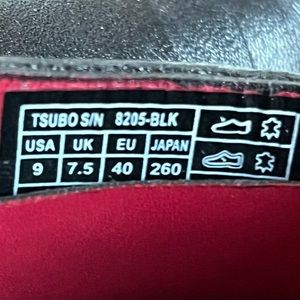 TSUBO S/N 8205-BLK
USA UK EU JAPAN
9 7.5 40 260